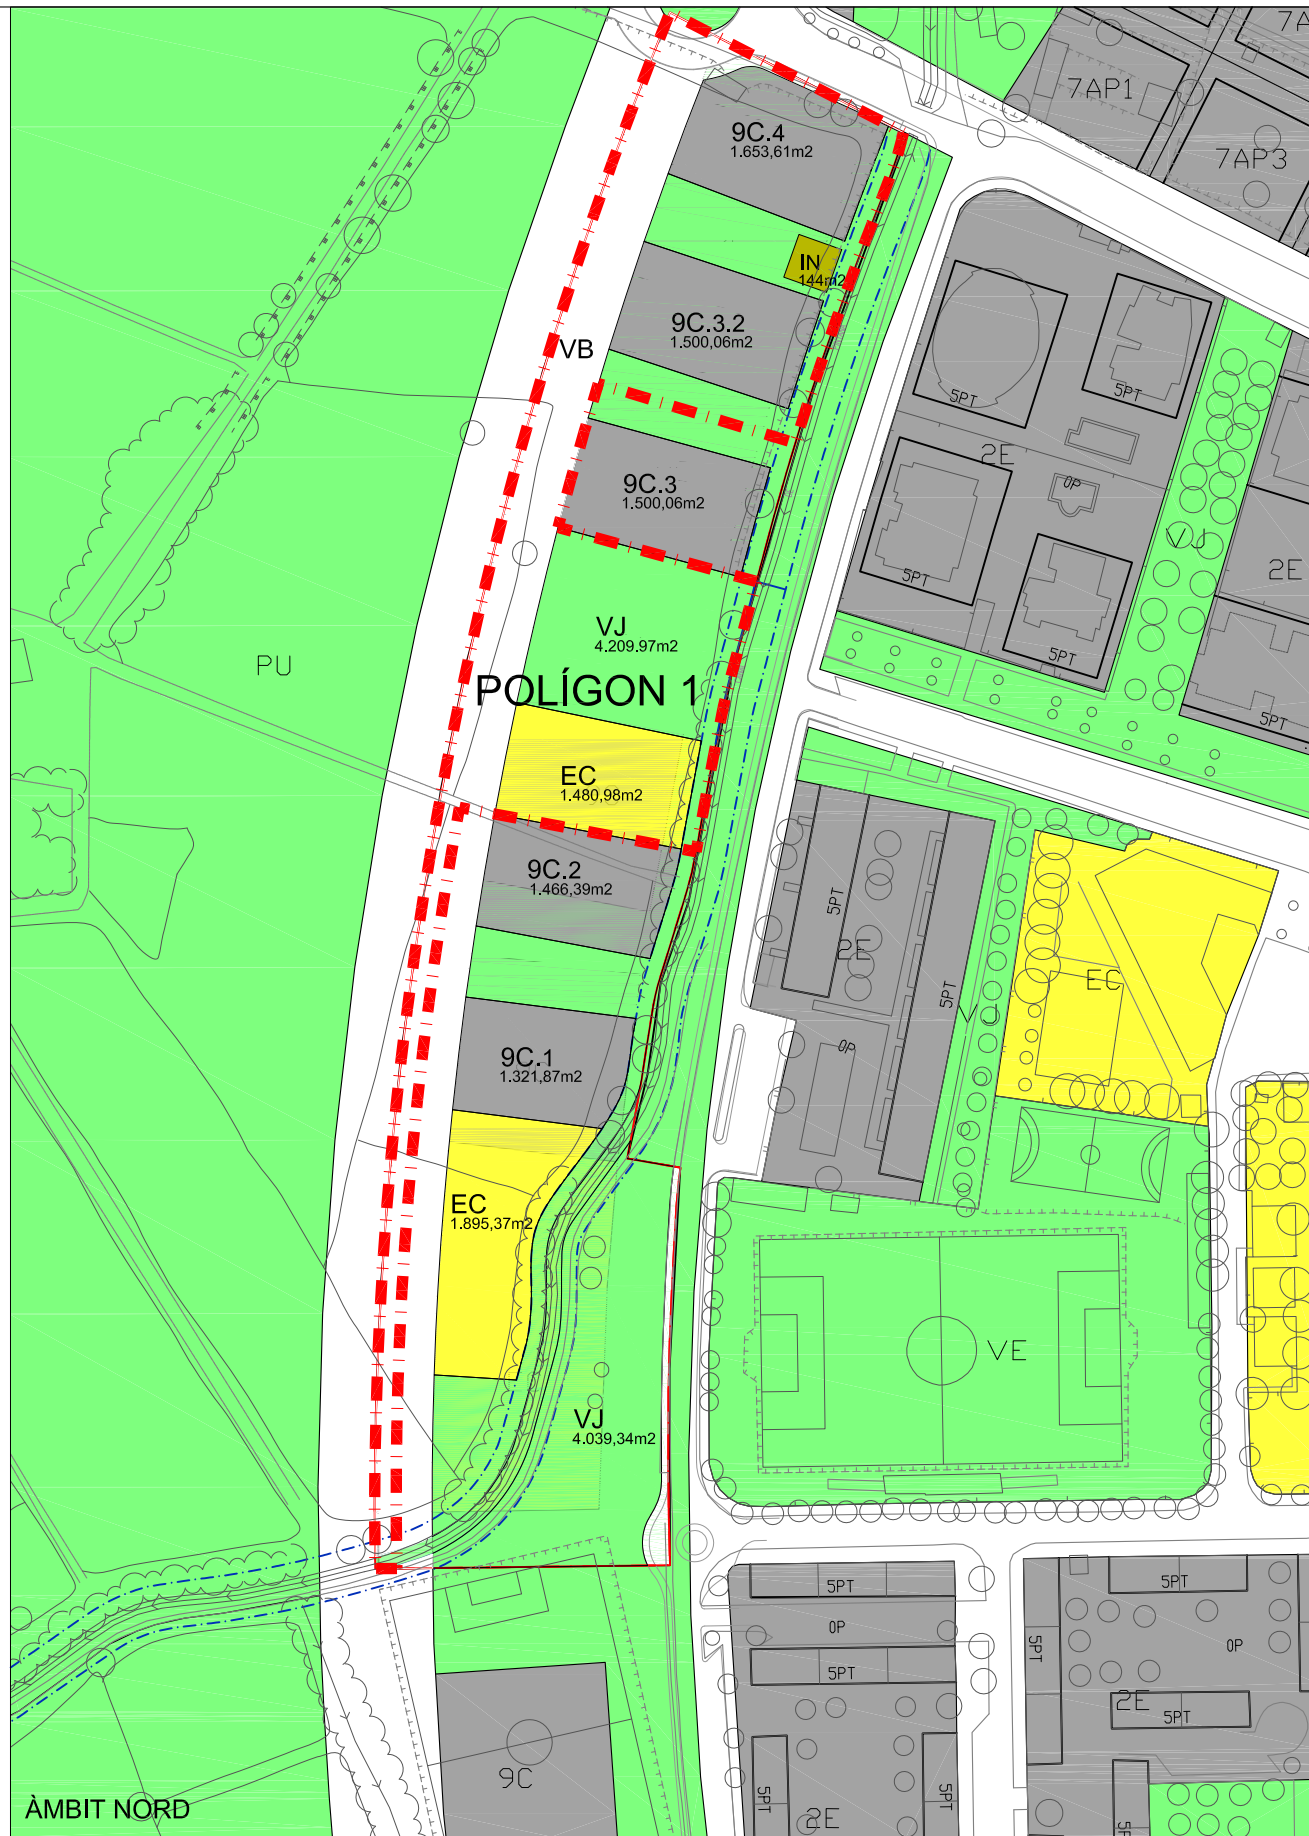 7A
7AP1
7AP3
9C.4
1.653,61m2
IN
144m2
9C.3.2
1.500,06m2
VB
5PT
5PT
2E
0P
9C.3
1.500,06m2
VJ
2E
5PT
5PT
5PT
VJ
4.209.97m2
PU
POLÍGON 1
EC
1.480,98m2
9C.2
1.466,39m2
5PT
2E
5PT
EC
VJ
0P
9C.1
1.321,87m2
EC
1.895,37m2
VE
VJ
4.039,34m2
5PT
0P
5PT
5PT
5PT
0P
2E
5PT
9C
5PT
5PT
2E
5P
ÀMBIT NORD